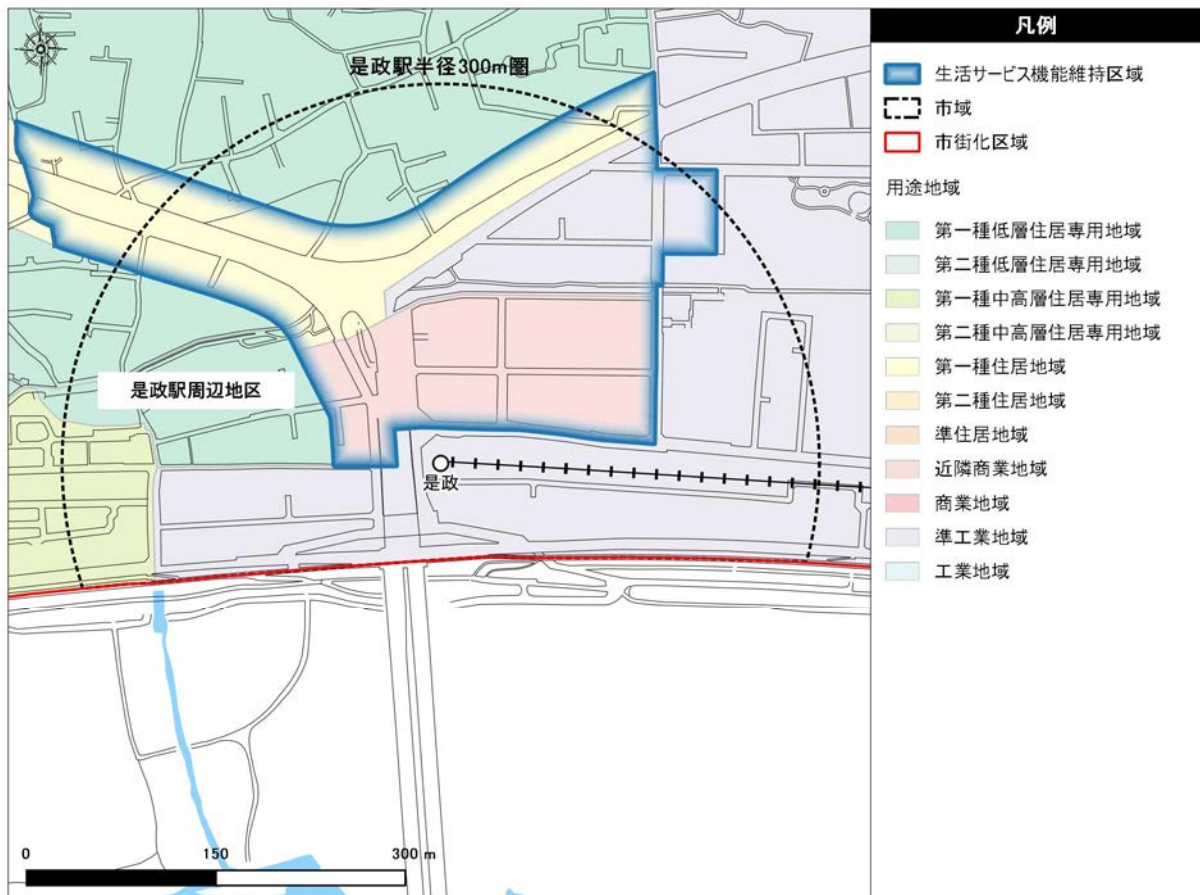 是政駅半径300m圏
是政駅周辺地区
是政
0 150 300 m
凡例
生活サービス機能維持区域
市域
市街化区域
用途地域
第一種低層住居専用地域
第二種低層住居専用地域
第一種中高層住居専用地域
第二種中高層住居専用地域
第一種住居地域
第二種住居地域
準住居地域
近隣商業地域
商業地域
準工業地域
工業地域